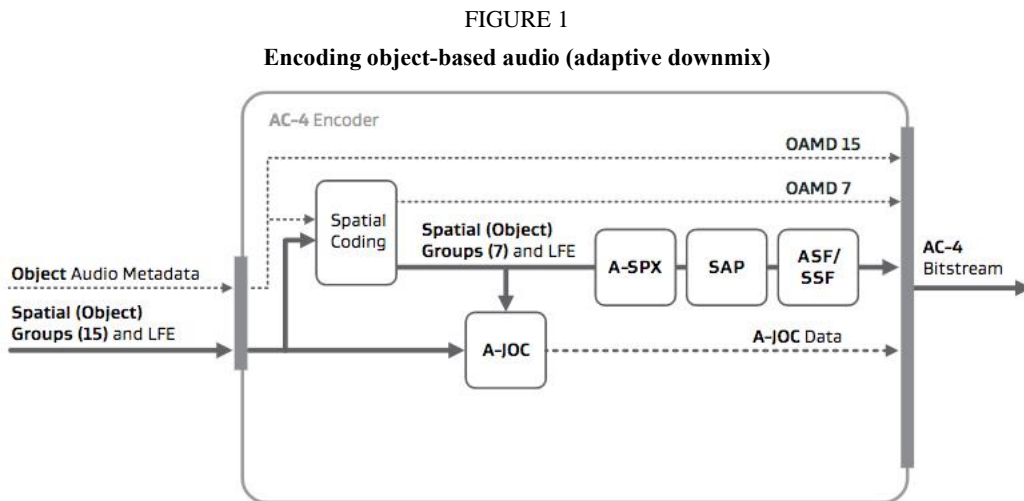 FIGURE 1
Encoding object-based audio (adaptive downmix)
AC-4 Encoder
OAMD 15
OAMD 7
Spatial
Coding
Spatial (Object)
Groups (7) and LFE
A-SPX
SAP
ASF/
SSF
AC-4
Bitstream
Object Audio Metadata
Spatial (Object)
Groups (15) and LFE
A-JOC
A-JOC Data